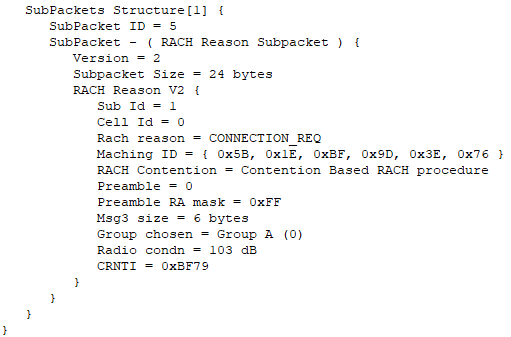 SubPackets Structure[1] {
SubPacket ID = 5
SubPacket - ( RACH Reason Subpacket ) {
Version = 2
Subpacket Size = 24 bytes
RACH Reason V2 {
Sub Id = 1
Cell Id = 0
Rach reason = CONNECTION_REQ
Maching ID = { 0x5B, 0x1E, 0xBF, 0x9D, 0x3E, 0x76 }
RACH Contention = Contention Based RACH procedure
Preamble = 0
Preamble RA mask = 0xFF
Msg3 size = 6 bytes
Group chosen = Group A (0)
Radio condn = 103 dB
CRNTI = 0xBF79
}
}
}
}